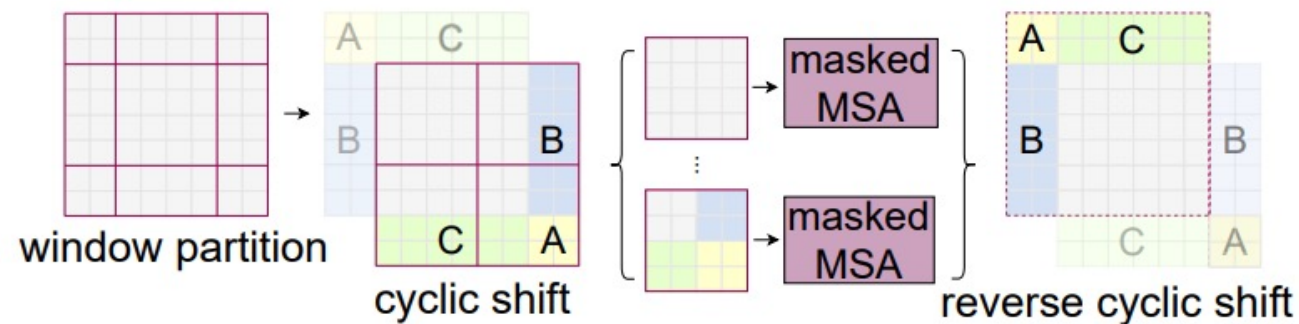 A C
B
B
C A
window partition
cyclic shift
masked
MSA
⋮
masked
MSA
A C
B
B
C A
reverse cyclic shift